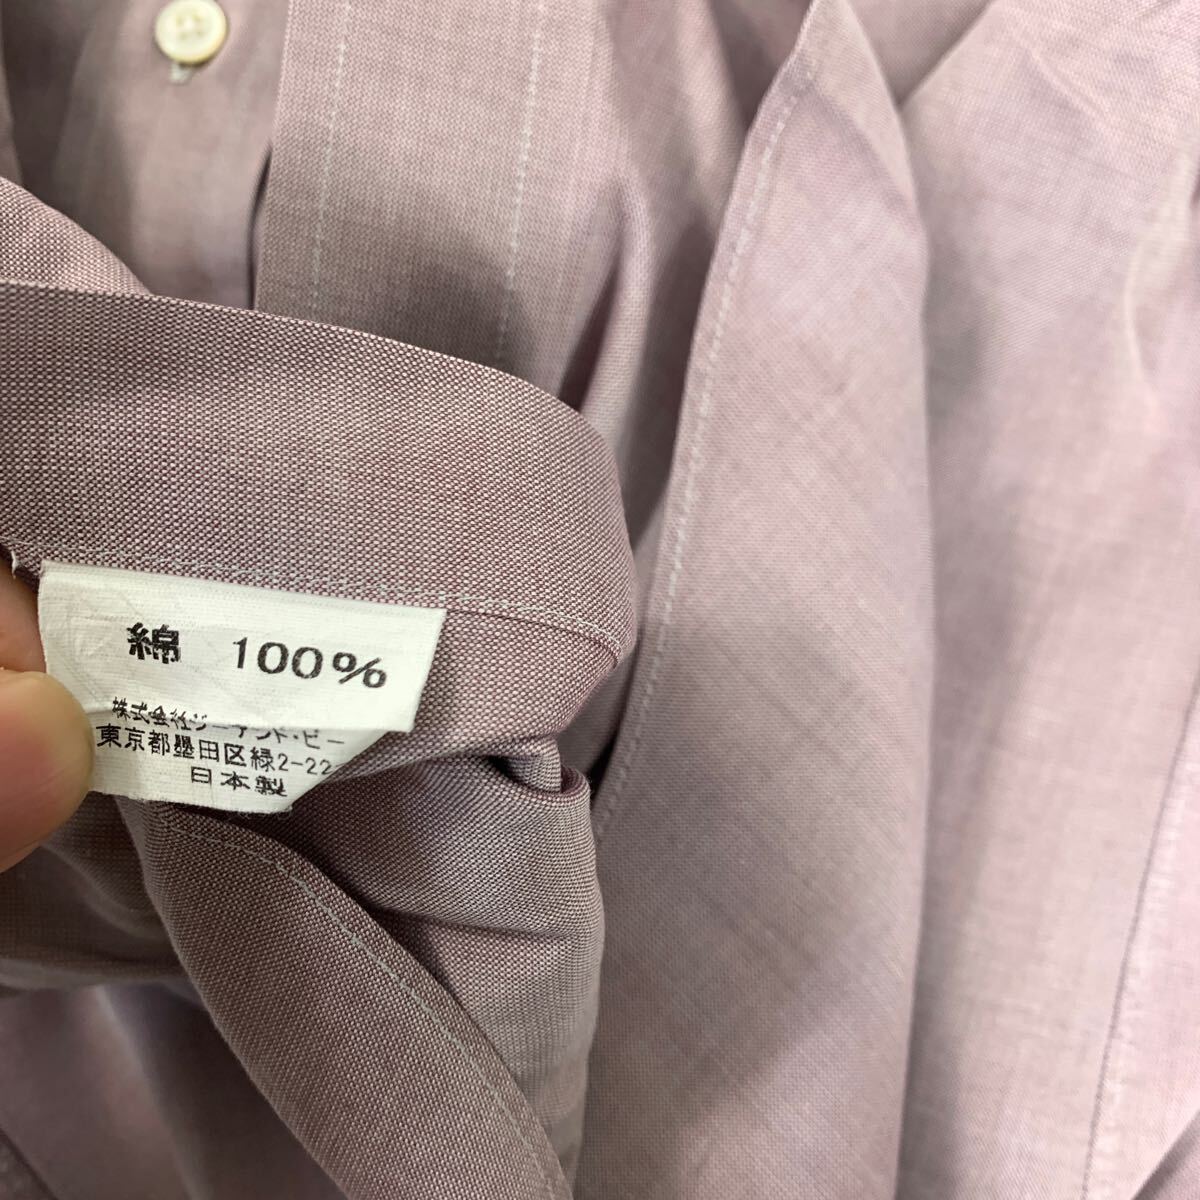 綿 100%
株式会社ジーアンド・ビー
東京都墨田区緑2-22
日本製